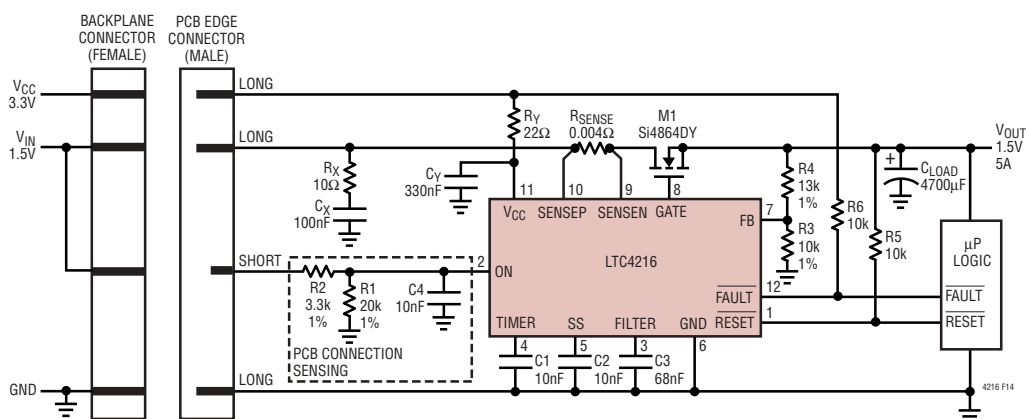 BACKPLANE
CONNECTOR
(FEMALE)
PCB EDGE
CONNECTOR
(MALE)
VCC
3.3V
VIN
1.5V
GND
LONG
LONG
SHORT
LONG
RY
22Ω
RSENSE
0.004Ω
M1
Si4864DY
VOUT
1.5V
5A
RX
10Ω
CX
100nF
CY
330nF
R4
13k
1%
R6
10k
+
CLOAD
4700µF
11
10
9
8
VCC
SENSEP
SENSEN
GATE
7
FB
R3
10k
1%
R5
10k
µP
LOGIC
LTC4216
2
ON
R2
3.3k
1%
R1
20k
1%
C4
10nF
PCB CONNECTION
SENSING
12
FAULT
FAULT
1
RESET
RESET
TIMER
SS
FILTER
GND
4
5
3
6
C1
10nF
C2
10nF
C3
68nF
4216 F14